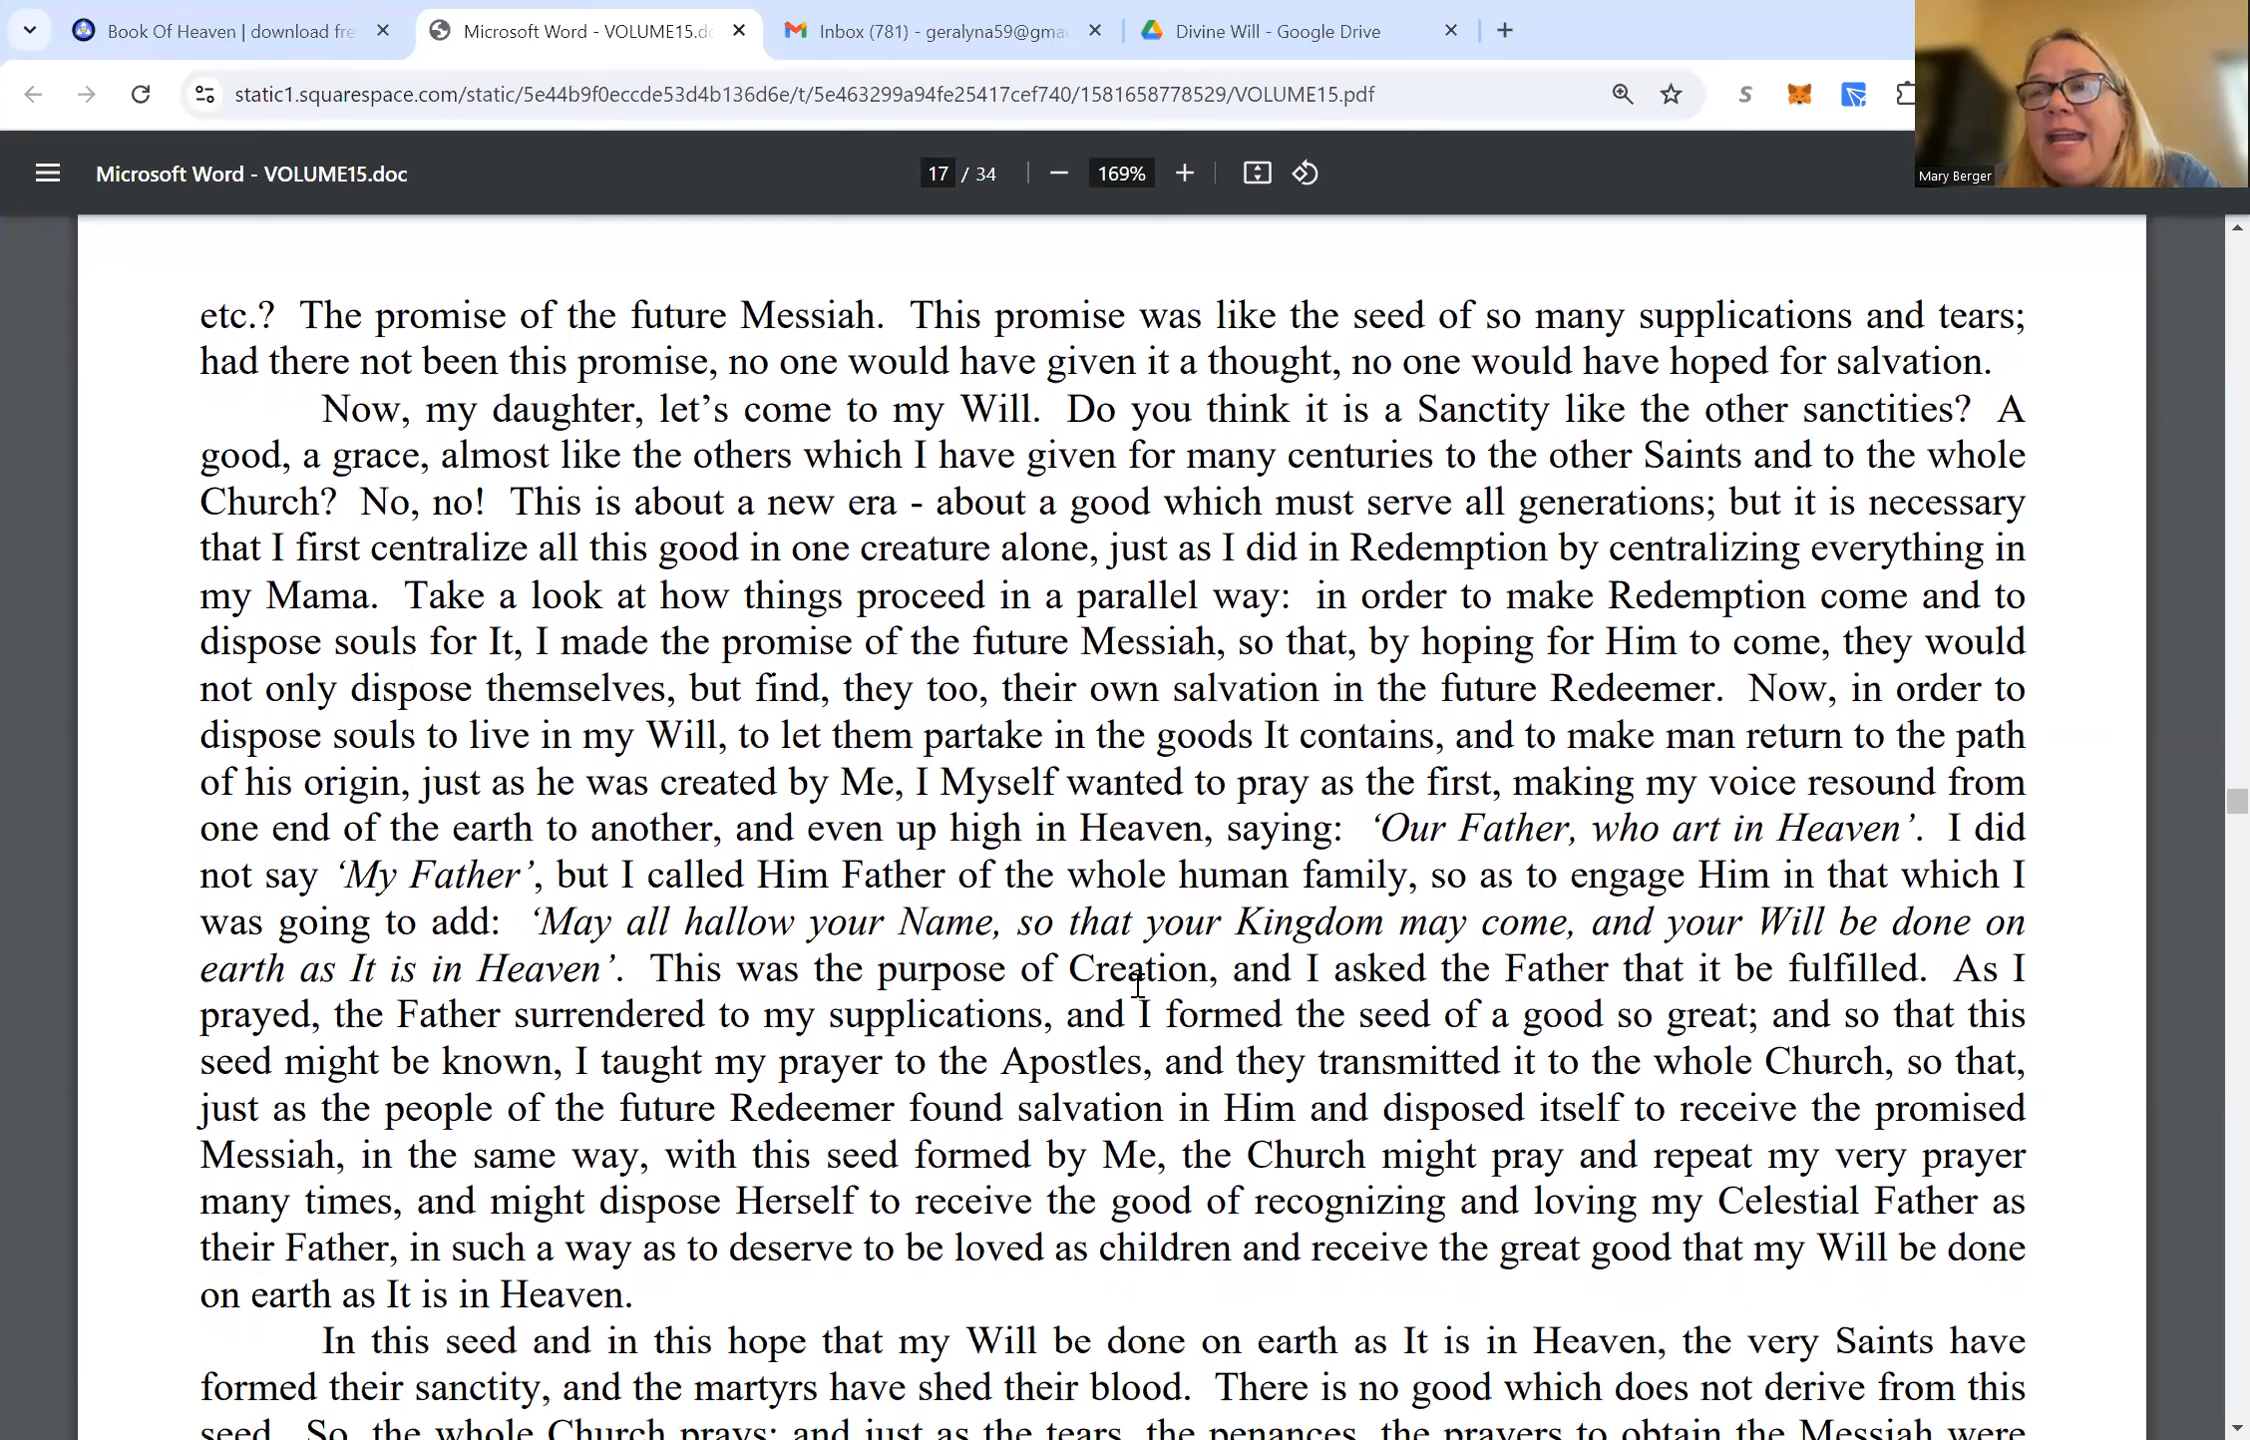 Book Of Heaven | download fre
Microsoft Word - VOLUME15.do
Inbox (781) - geralyna59@gma
Divine Will - Google Drive
static1.squarespace.com/static/5e44b9f0eccde53d4b136d6e/t/5e463299a94fe25417cef740/1581658778529/VOLUME15.pdf
S
Mary Berger
Microsoft Word - VOLUME15.doc
17 / 34
169%
etc.? The promise of the future Messiah. This promise was like the seed of so many supplications and tears;
had there not been this promise, no one would have given it a thought, no one would have hoped for salvation.
Now, my daughter, let’s come to my Will. Do you think it is a Sanctity like the other sanctities? A
good, a grace, almost like the others which I have given for many centuries to the other Saints and to the whole
Church? No, no! This is about a new era - about a good which must serve all generations; but it is necessary
that I first centralize all this good in one creature alone, just as I did in Redemption by centralizing everything in
my Mama. Take a look at how things proceed in a parallel way: in order to make Redemption come and to
dispose souls for It, I made the promise of the future Messiah, so that, by hoping for Him to come, they would
not only dispose themselves, but find, they too, their own salvation in the future Redeemer. Now, in order to
dispose souls to live in my Will, to let them partake in the goods It contains, and to make man return to the path
of his origin, just as he was created by Me, I Myself wanted to pray as the first, making my voice resound from
one end of the earth to another, and even up high in Heaven, saying: ‘Our Father, who art in Heaven’. I did
not say ‘My Father’, but I called Him Father of the whole human family, so as to engage Him in that which I
was going to add: ‘May all hallow your Name, so that your Kingdom may come, and your Will be done on
earth as It is in Heaven’. This was the purpose of Creation, and I asked the Father that it be fulfilled. As I
prayed, the Father surrendered to my supplications, and I formed the seed of a good so great; and so that this
seed might be known, I taught my prayer to the Apostles, and they transmitted it to the whole Church, so that,
just as the people of the future Redeemer found salvation in Him and disposed itself to receive the promised
Messiah, in the same way, with this seed formed by Me, the Church might pray and repeat my very prayer
many times, and might dispose Herself to receive the good of recognizing and loving my Celestial Father as
their Father, in such a way as to deserve to be loved as children and receive the great good that my Will be done
on earth as It is in Heaven.
In this seed and in this hope that my Will be done on earth as It is in Heaven, the very Saints have
formed their sanctity, and the martyrs have shed their blood. There is no good which does not derive from this
seed. So, the whole Church prays; and just as the tears, the penances, the prayers to obtain the Messiah were